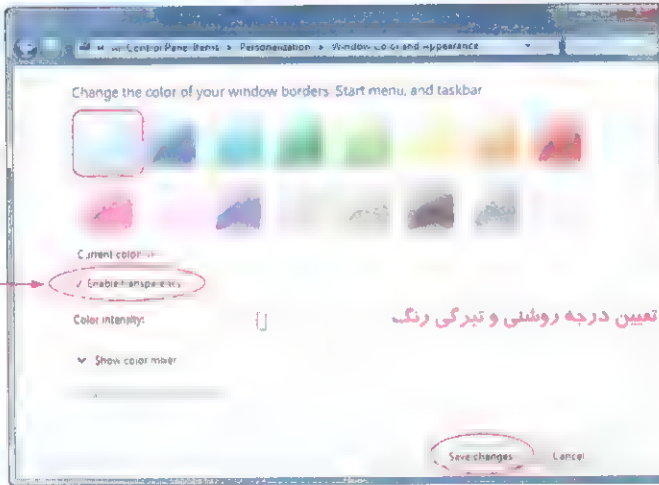 Control Panel Items ▸ Personalization ▸ Window Color and Appearance
Change the color of your window borders, Start menu, and taskbar
Current color:
✓ Enable transparency
Color intensity:
تعیین درجه روشنی و تیرگی رنگ
Show color mixer
Save changes
Cancel